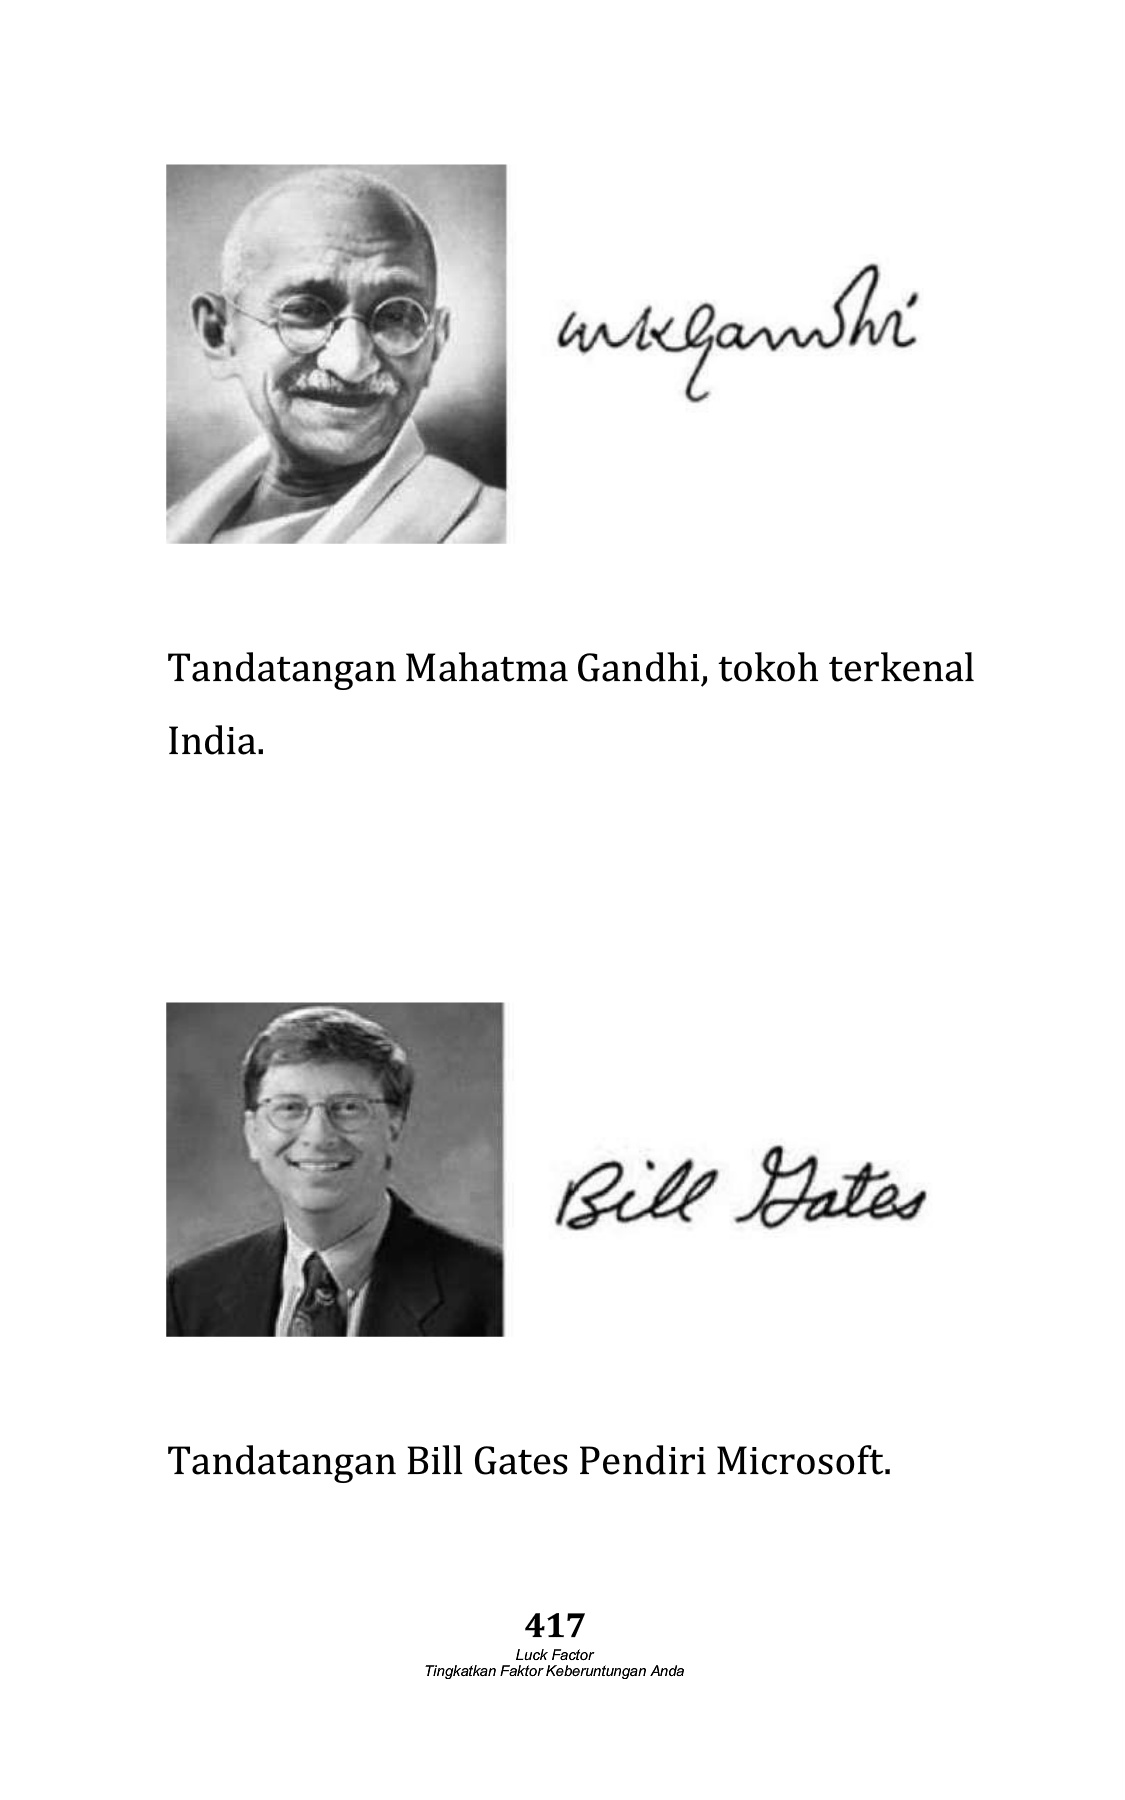 mkGandhi
Tandatangan Mahatma Gandhi, tokoh terkenal
India.
Bill Gates
Tandatangan Bill Gates Pendiri Microsoft.
417
Luck Factor
Tingkatkan Faktor Keberuntungan Anda